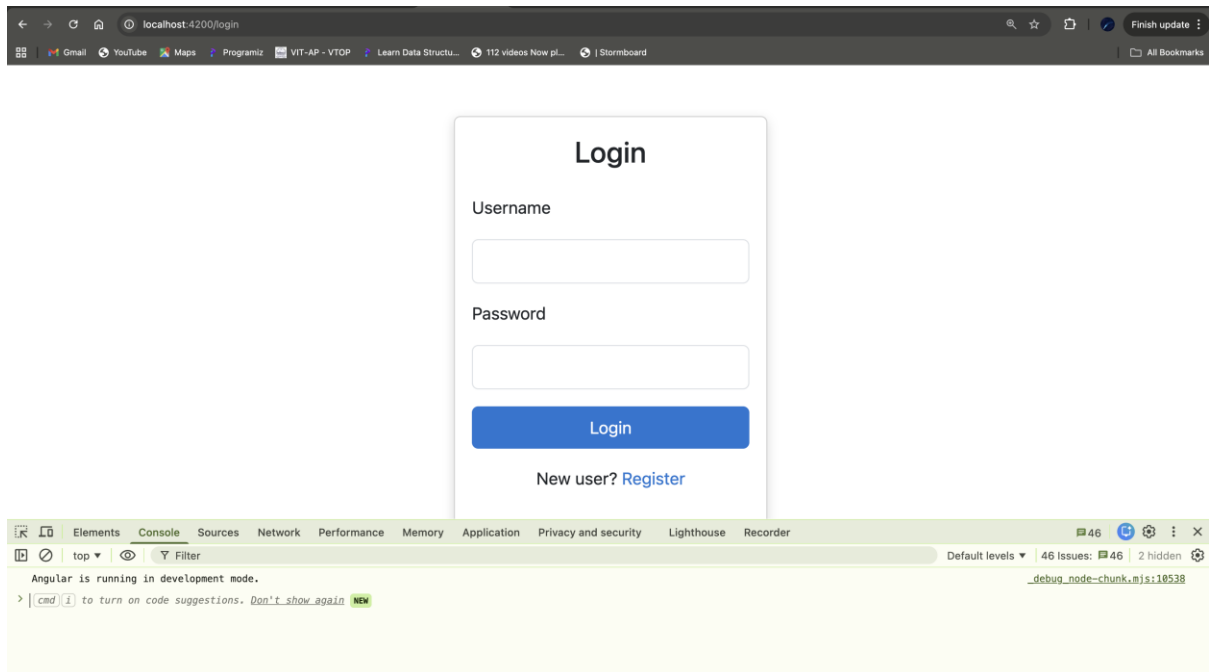 localhost:4200/login
Finish update
Gmail YouTube Maps Programiz VIT-AP - VTOP Learn Data Structu... 112 videos Now pl... | Stormboard All Bookmarks
Login
Username
Password
Login
New user? Register
Elements Console Sources Network Performance Memory Application Privacy and security Lighthouse Recorder 46
top Filter Default levels 46 Issues: 46 2 hidden
Angular is running in development mode. _debug_node-chunk.mjs:10538
> cmd i to turn on code suggestions. Don't show again NEW